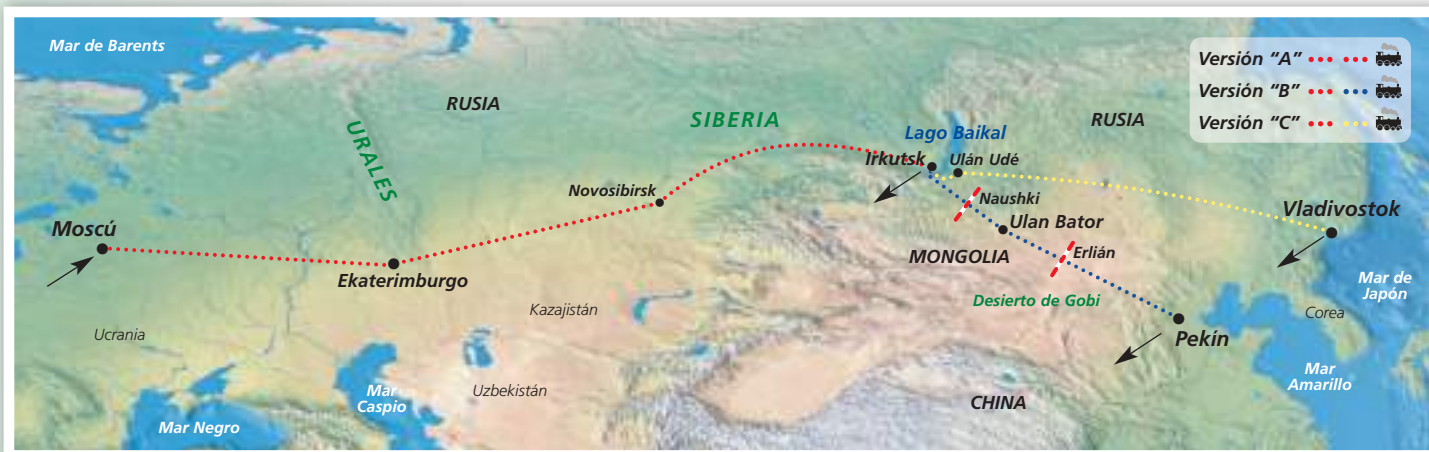 Mar de Barents
Versión "A"
Versión "B"
Versión "C"
RUSIA
URALES
SIBERIA
RUSIA
Lago Baikal
Irkutsk
Ulán Udé
Novosibirsk
Naushki
Vladivostok
Moscú
Ulan Bator
Erlián
MONGOLIA
Ekaterimburgo
Mar de
Japón
Desierto de Gobi
Kazajistán
Corea
Ucrania
Pekín
Mar
Caspio
Uzbekistán
Mar
Amarillo
CHINA
Mar Negro